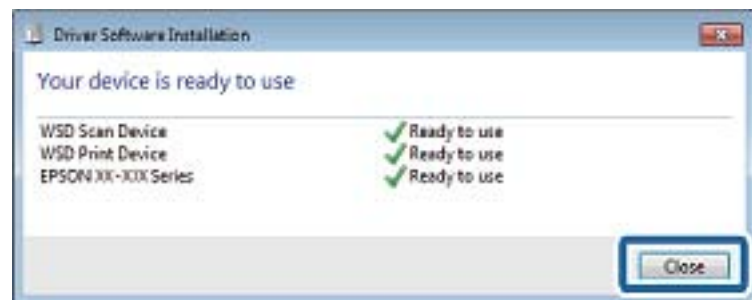 Driver Software Installation
Your device is ready to use
WSD Scan Device Ready to use
WSD Print Device Ready to use
EPSON XX-XXX Series Ready to use
Close